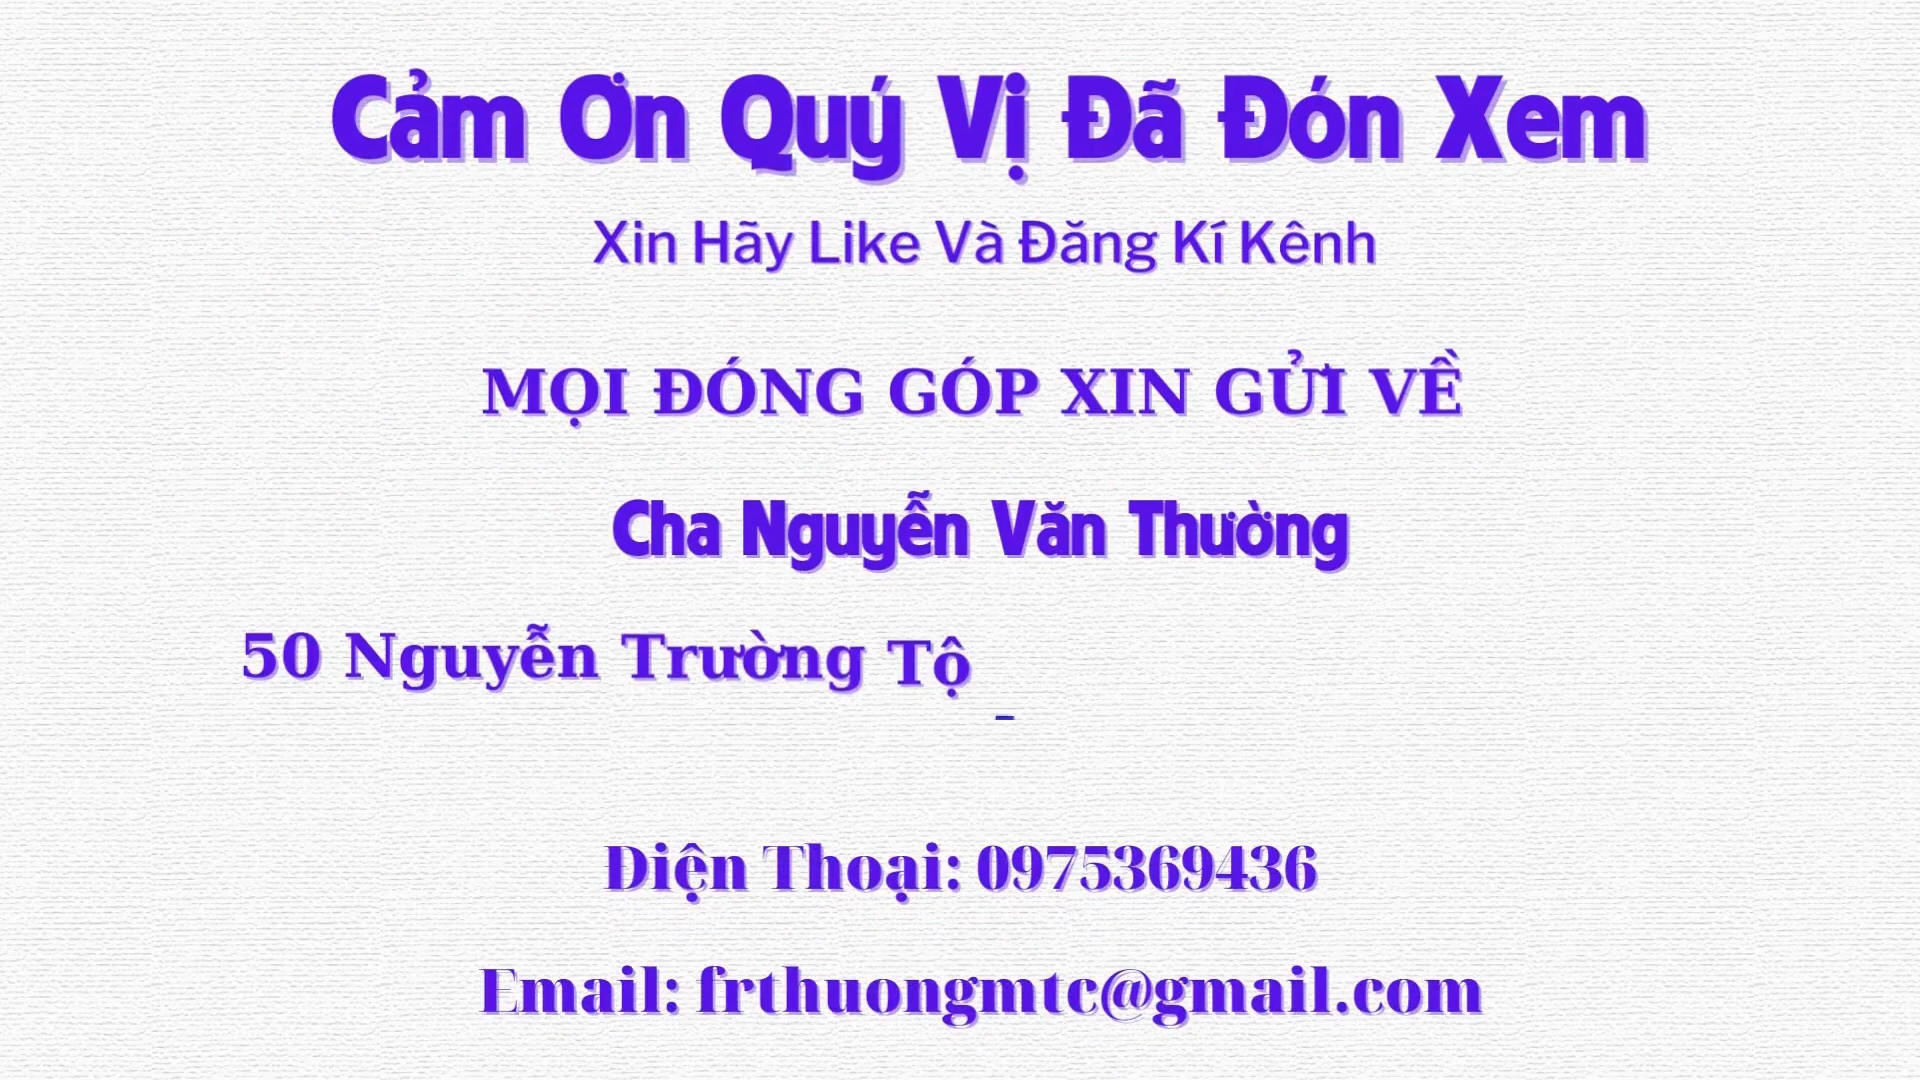 Cảm Ơn Quý Vị Đã Đón Xem
Xin Hãy Like Và Đăng Kí Kênh
MỌI ĐÓNG GÓP XIN GỬI VỀ
Cha Nguyễn Văn Thường
50 Nguyễn Trường Tộ _
Điện Thoại: 0975369436
Email: frthuongmtc@gmail.com